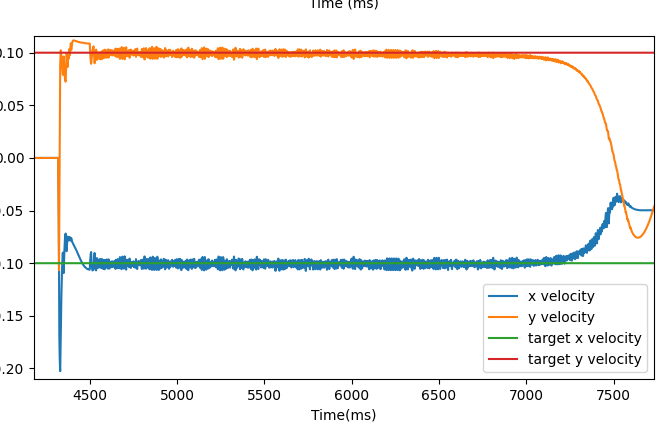 Time (ms)
0.10
0.05
0.00
0.05
0.10
0.15
0.20
4500 5000 5500 6000 6500 7000 7500
Time(ms)
x velocity
y velocity
target x velocity
target y velocity